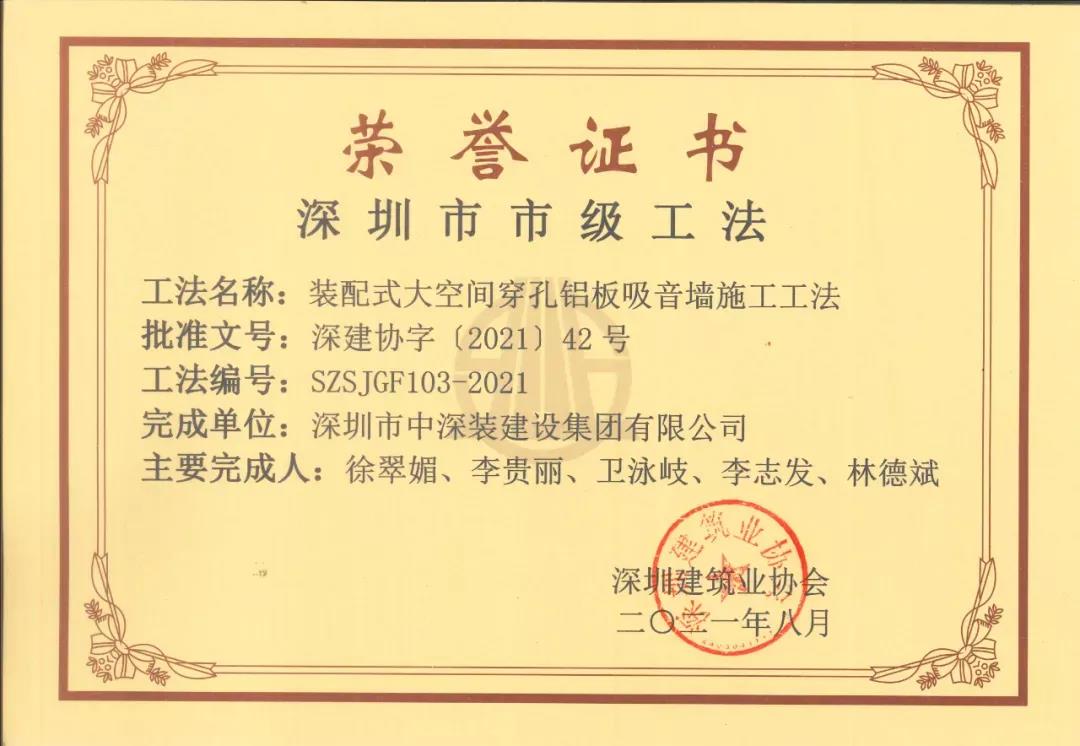 荣誉证书
深圳市市级工法
工法名称：装配式大空间穿孔铝板吸音墙施工工法
批准文号：深建协字〔2021〕42号
工法编号：SZSJGF103-2021
完成单位：深圳市中深装建设集团有限公司
主要完成人：徐翠媚、李贵丽、卫泳岐、李志发、林德斌
深圳建筑业协会
二〇二一年八月